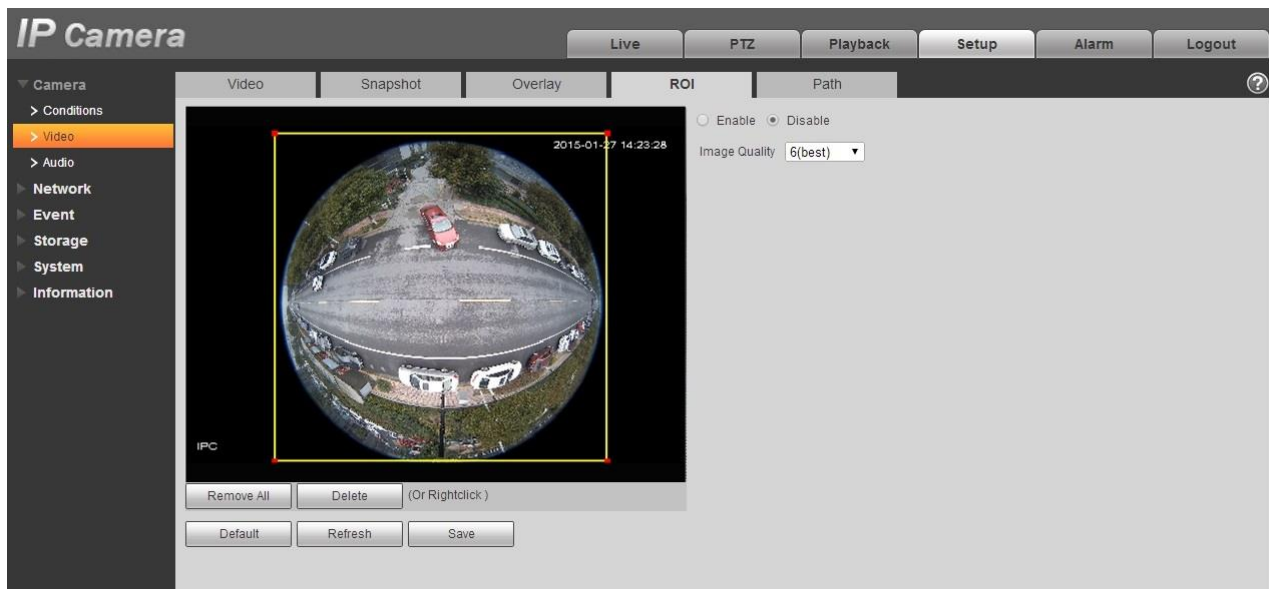 IP Camera
Live
PTZ
Playback
Setup
Alarm
Logout
Camera
> Conditions
> Video
> Audio
Network
Event
Storage
System
Information
Video
Snapshot
Overlay
ROI
Path
?
2015-01-27 14:23:28
IPC
Enable
Disable
Image Quality 6(best)
Remove All
Delete
(Or Rightclick )
Default
Refresh
Save